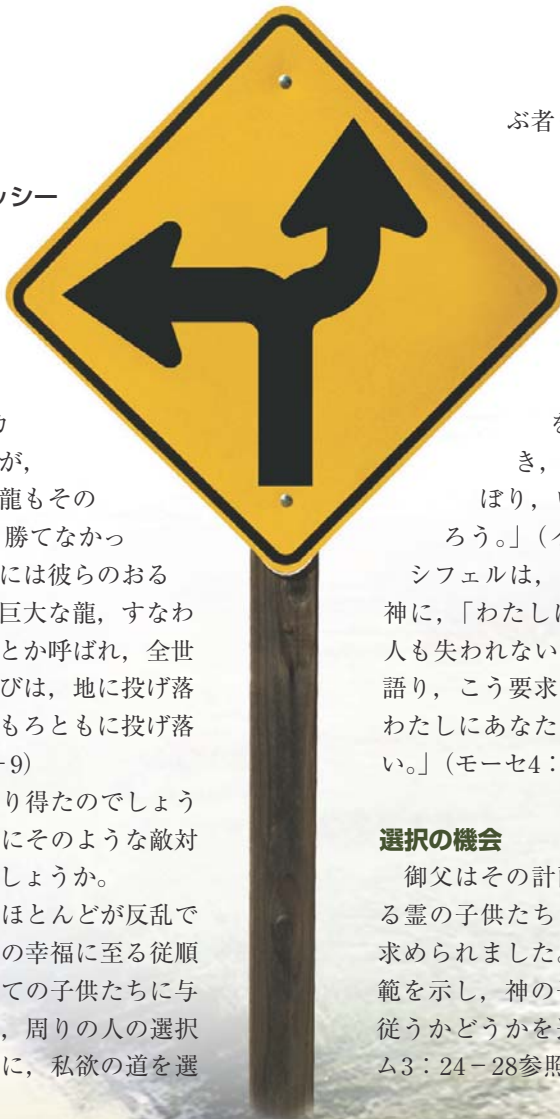 ッシー
カ
が,
龍もその
勝てなかっ
には彼らのおる
巨大な龍,すなわ
とか呼ばれ,全世
びは,地に投げ落
もろともに投げ落
-9)
り得たのでしょう
にそのような敵対
しょうか。
ほとんどが反乱で
の幸福に至る従順
ての子供たちに与
,周りの人の選択
に,私欲の道を選
ぶ者
を
き,
ぼり,
ろう。」(イ
シフェルは,
神に,「わたしは
人も失われない
語り,こう要求
わたしにあなた
い。」(モーセ4:
選択の機会
御父はその計画
る霊の子供たち
求められました。
範を示し,神の
従うかどうかを
ム3:24-28参照